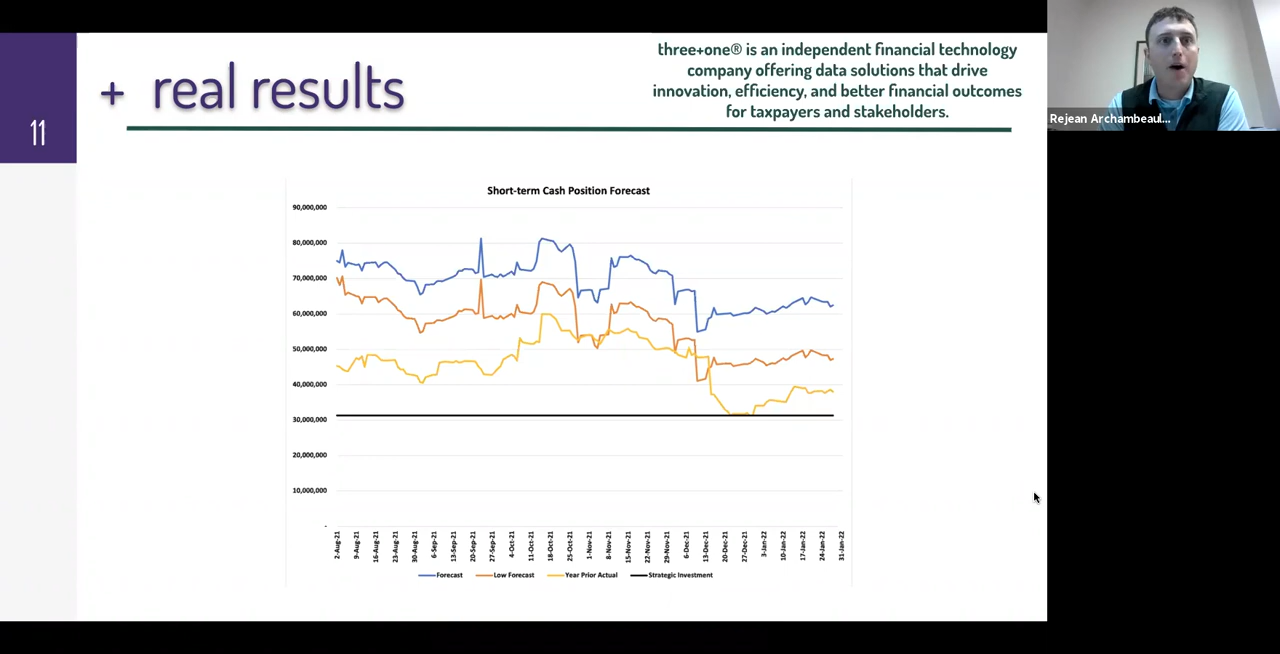 + real results
three+one® is an independent financial technology
company offering data solutions that drive
innovation, efficiency, and better financial outcomes
for taxpayers and stakeholders.
Rejean Archambeaul...
11
Short-term Cash Position Forecast
90,000,000
80,000,000
70,000,000
60,000,000
50,000,000
40,000,000
30,000,000
20,000,000
10,000,000
-
2-Aug-21
9-Aug-21
16-Aug-21
23-Aug-21
30-Aug-21
6-Sep-21
13-Sep-21
20-Sep-21
27-Sep-21
4-Oct-21
11-Oct-21
18-Oct-21
25-Oct-21
1-Nov-21
8-Nov-21
15-Nov-21
22-Nov-21
29-Nov-21
6-Dec-21
13-Dec-21
20-Dec-21
27-Dec-21
3-Jan-22
10-Jan-22
17-Jan-22
24-Jan-22
31-Jan-22
Forecast Low Forecast Year Prior Actual Strategic Investment